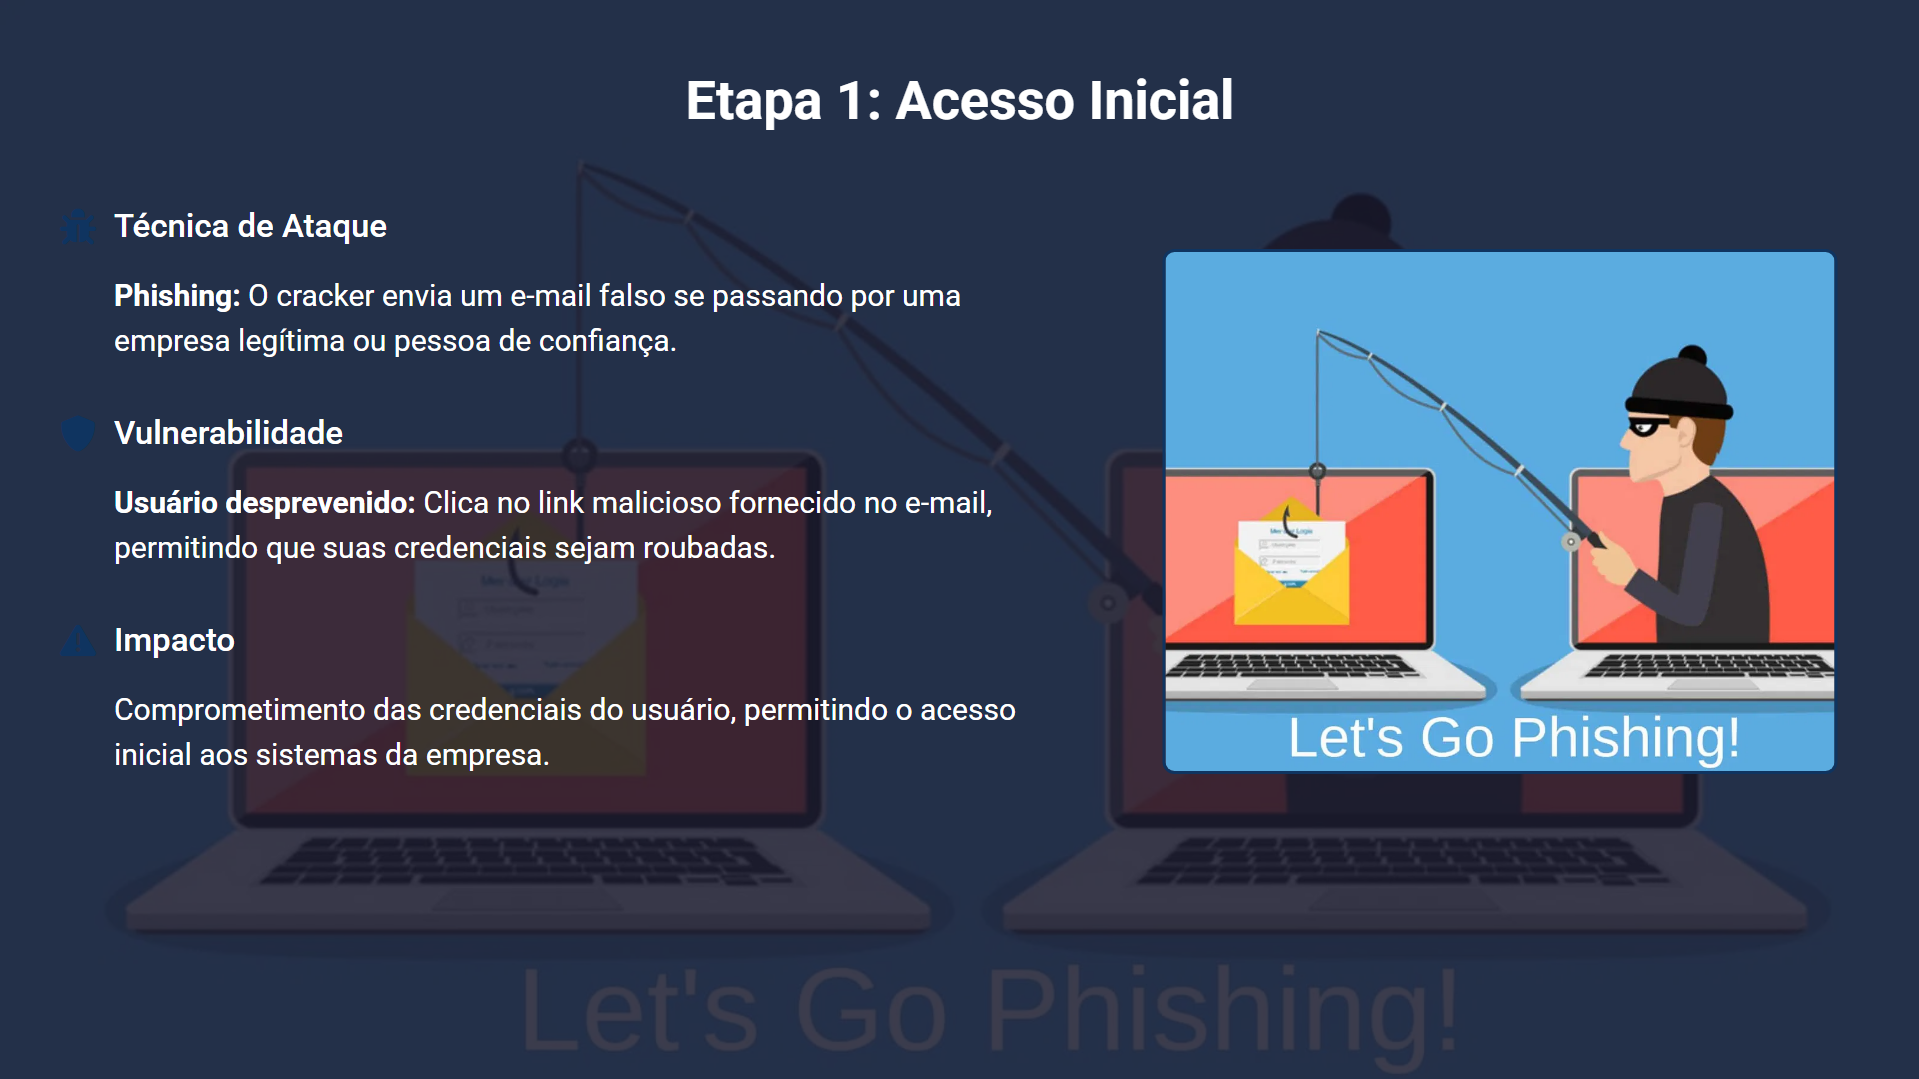 Etapa 1: Acesso Inicial
Técnica de Ataque
Phishing: O cracker envia um e-mail falso se passando por uma
empresa legítima ou pessoa de confiança.
Vulnerabilidade
Usuário desprevenido: Clica no link malicioso fornecido no e-mail,
permitindo que suas credenciais sejam roubadas.
Impacto
Comprometimento das credenciais do usuário, permitindo o acesso
inicial aos sistemas da empresa.
Login
Let's Go Phishing!
Login
Let's Go Phishing!